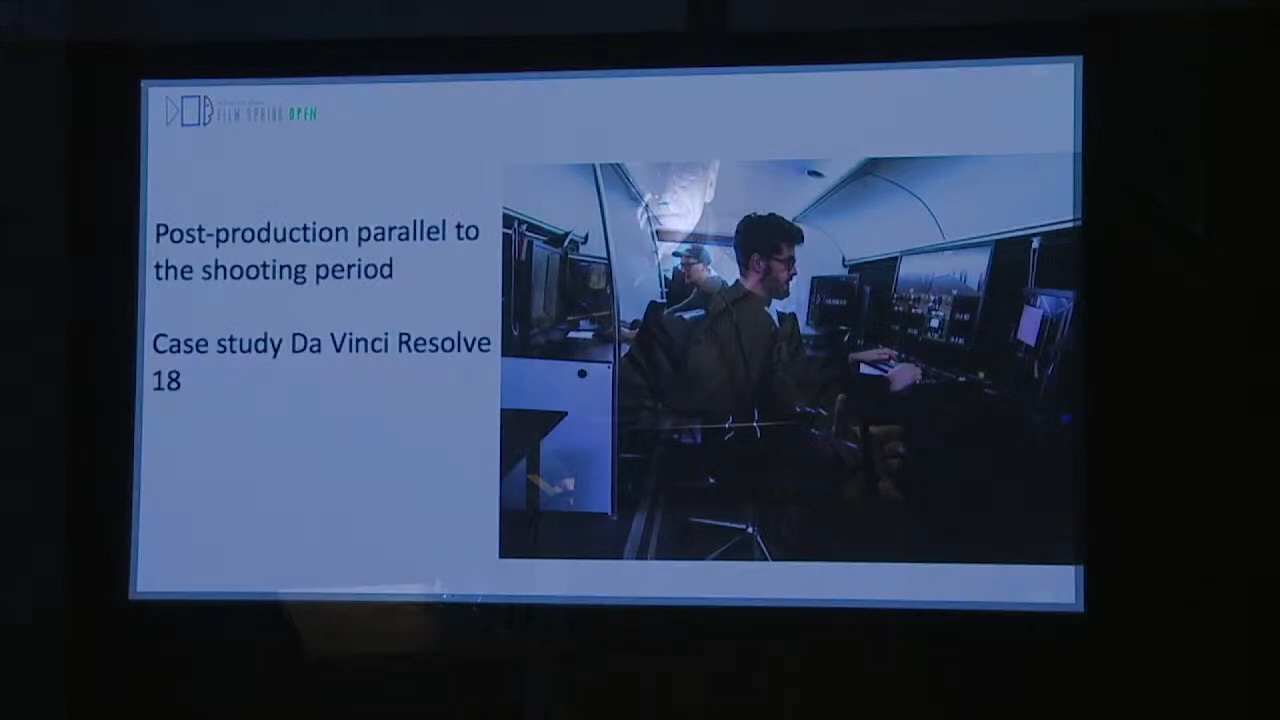 FILM SPRING OPEN
Post-production parallel to
the shooting period
Case study Da Vinci Resolve
18